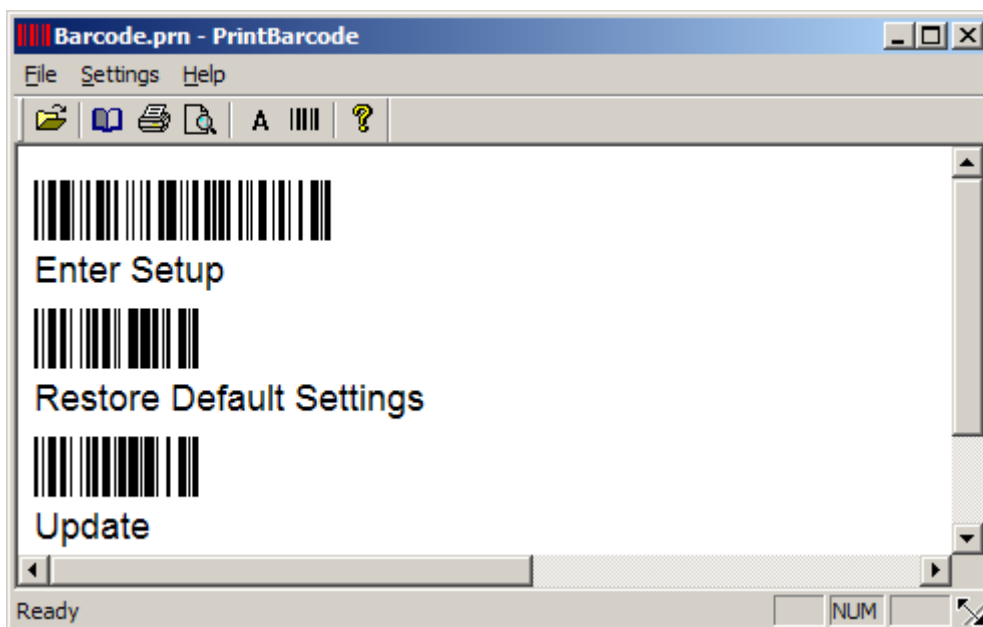 Barcode.prn - PrintBarcode
File Settings Help
A
Enter Setup
Restore Default Settings
Update
Ready NUM